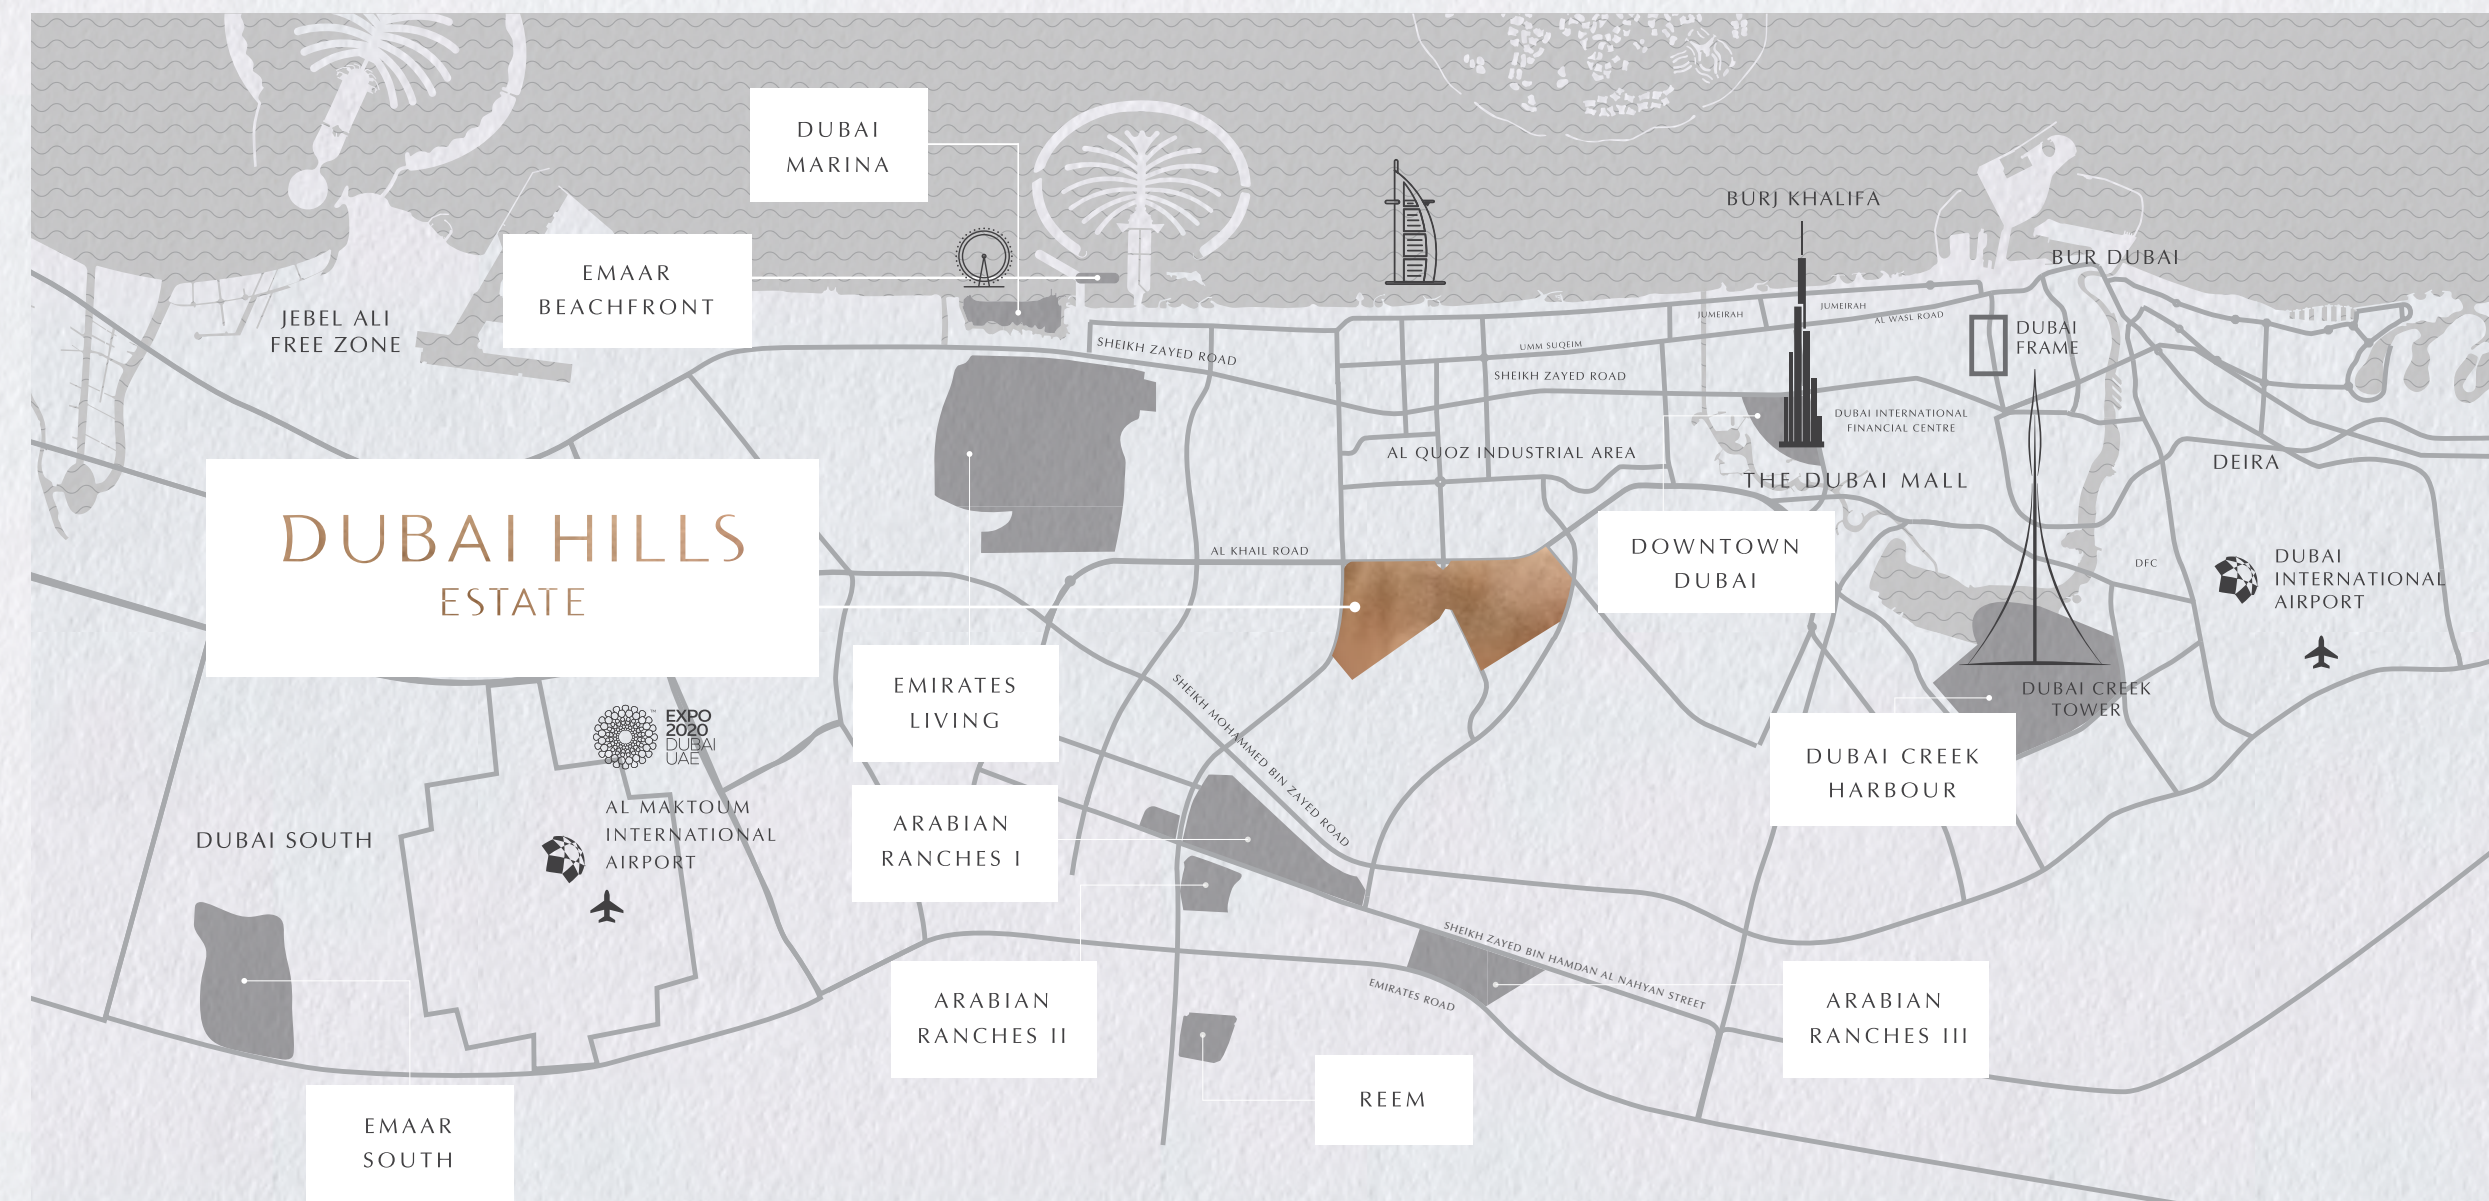 DUBAI
MARINA
BURJ KHALIFA
BUR DUBAI
EMAAR
BEACHFRONT
JEBEL ALI
FREE ZONE
JUMEIRAH
JUMEIRAH
AL WASL ROAD
DUBAI
FRAME
SHEIKH ZAYED ROAD
UMM SUQEIM
SHEIKH ZAYED ROAD
DUBAI INTERNATIONAL
FINANCIAL CENTRE
AL QUOZ INDUSTRIAL AREA
THE DUBAI MALL
DEIRA
DUBAI HILLS
ESTATE
AL KHAIL ROAD
DOWNTOWN
DUBAI
DFC
DUBAI
INTERNATIONAL
AIRPORT
EMIRATES
LIVING
SHEIKH MOHAMMED BIN ZAYED ROAD
DUBAI CREEK
TOWER
EXPO
2020
DUBAI
UAE
™
DUBAI CREEK
HARBOUR
AL MAKTOUM
INTERNATIONAL
AIRPORT
DUBAI SOUTH
ARABIAN
RANCHES I
SHEIKH ZAYED BIN HAMDAN AL NAHYAN STREET
EMIRATES ROAD
ARABIAN
RANCHES II
ARABIAN
RANCHES III
REEM
EMAAR
SOUTH